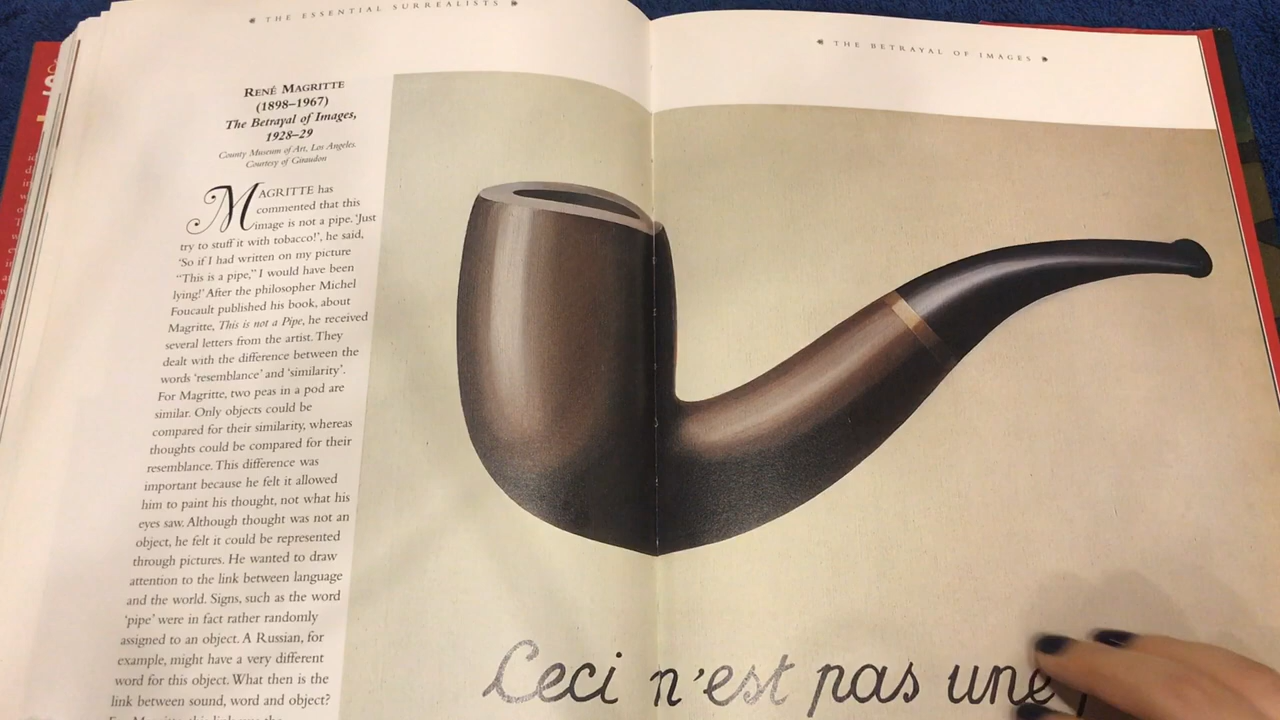 THE ESSENTIAL SURREALISTS
THE BETRAYAL OF IMAGES
RENÉ MAGRITTE
(1898–1967)
The Betrayal of Images,
1928–29
County Museum of Art, Los Angeles.
Courtesy of Giraudon
MAGRITTE has
commented that this
image is not a pipe. 'Just
try to stuff it with tobacco!', he said,
'So if I had written on my picture
"This is a pipe," I would have been
lying!' After the philosopher Michel
Foucault published his book, about
Magritte, This is not a Pipe, he received
several letters from the artist. They
dealt with the difference between the
words 'resemblance' and 'similarity'.
For Magritte, two peas in a pod are
similar. Only objects could be
compared for their similarity, whereas
thoughts could be compared for their
resemblance. This difference was
important because he felt it allowed
him to paint his thought, not what his
eyes saw. Although thought was not an
object, he felt it could be represented
through pictures. He wanted to draw
attention to the link between language
and the world. Signs, such as the word
'pipe' were in fact rather randomly
assigned to an object. A Russian, for
example, might have a very different
word for this object. What then is the
link between sound, word and object?
Ceci n'est pas une